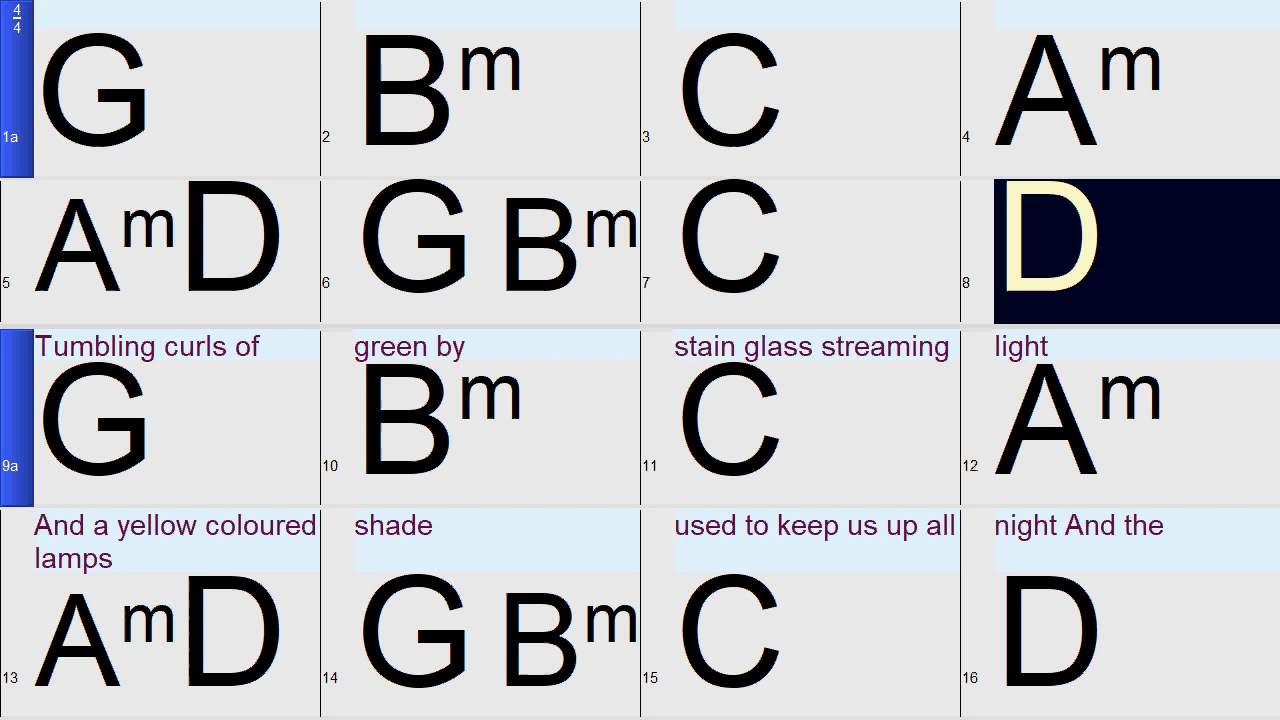 4
4
G Bm C Am
1a 2 3 4
Am D G Bm C D
5 6 7 8
Tumbling curls of green by stain glass streaming light
G Bm C Am
9a 10 11 12
And a yellow coloured shade used to keep us up all night And the
lamps
Am D G Bm C D
13 14 15 16